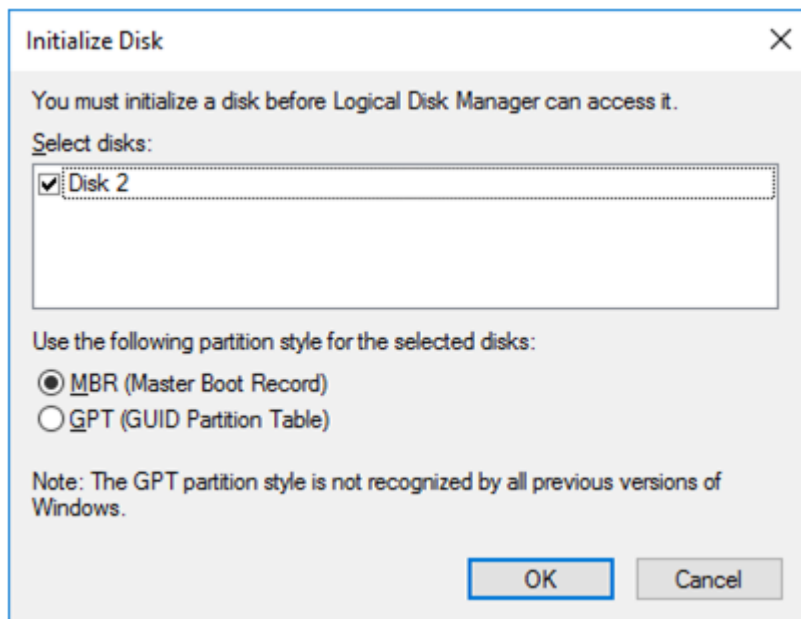 Initialize Disk
You must initialize a disk before Logical Disk Manager can access it.
Select disks:
Disk 2
Use the following partition style for the selected disks:
MBR (Master Boot Record)
GPT (GUID Partition Table)
Note: The GPT partition style is not recognized by all previous versions of
Windows.
OK
Cancel